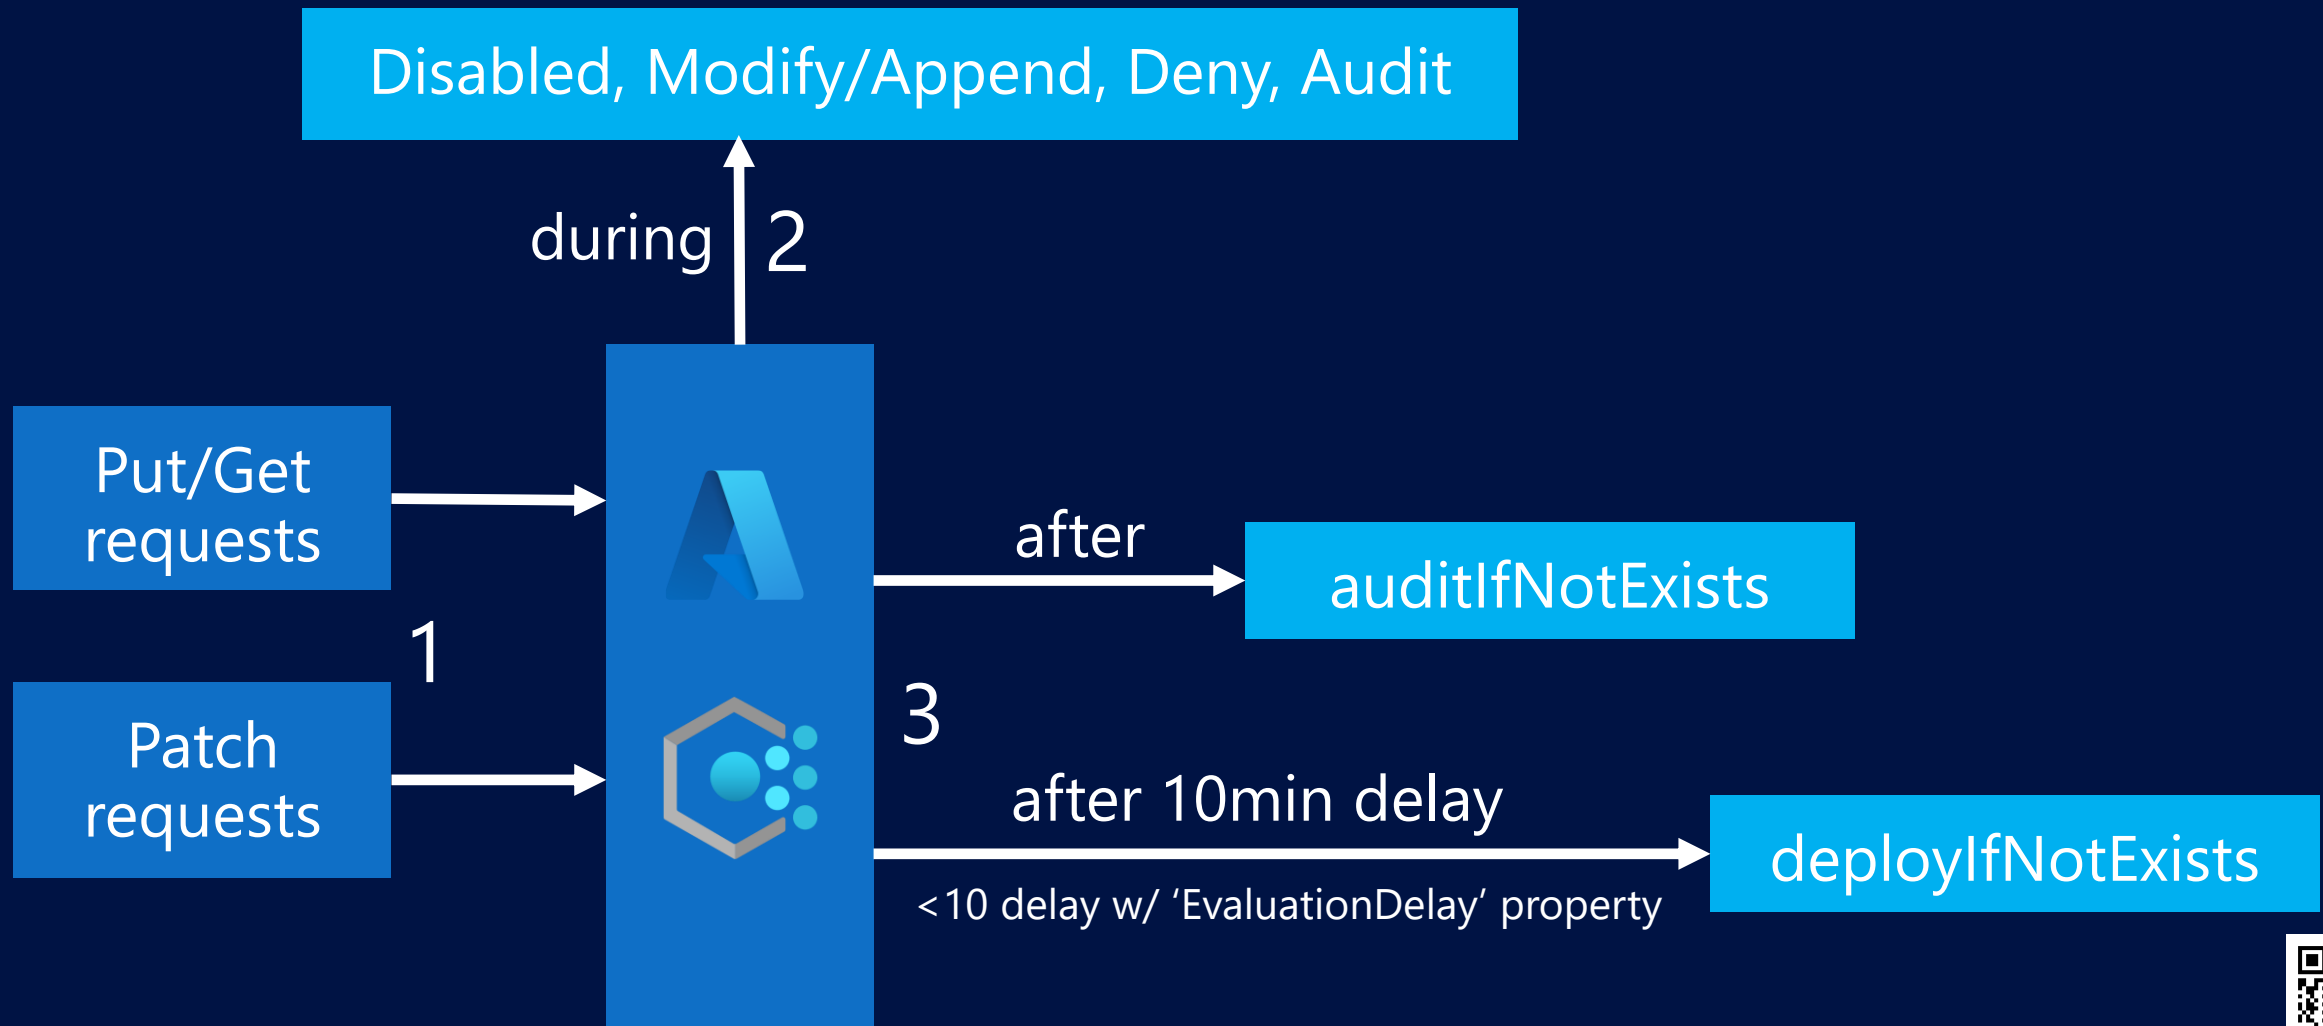 Disabled, Modify/Append, Deny, Audit
during
2
Put/Get
requests
1
Patch
requests
after
auditIfNotExists
3
after 10min delay
<10 delay w/ ‘EvaluationDelay’ property
deployIfNotExists